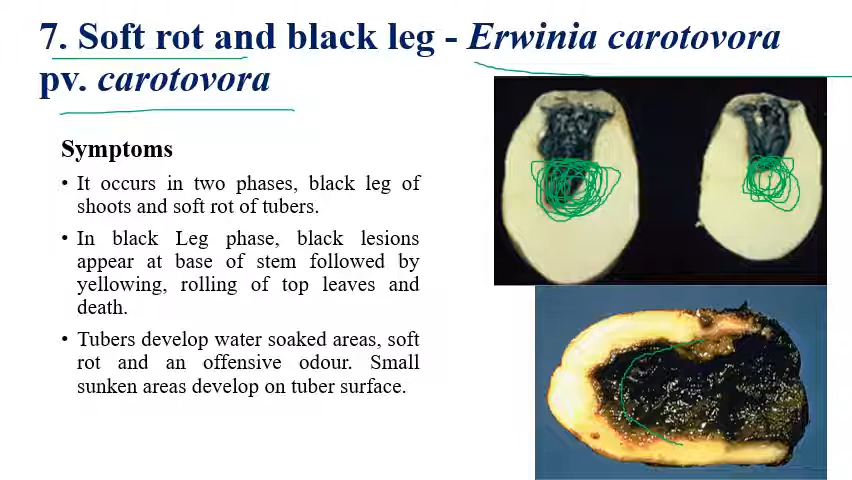 7. Soft rot and black leg - Erwinia carotovora
pv. carotovora
Symptoms
• It occurs in two phases, black leg of
shoots and soft rot of tubers.
• In black Leg phase, black lesions
appear at base of stem followed by
yellowing, rolling of top leaves and
death.
• Tubers develop water soaked areas, soft
rot and an offensive odour. Small
sunken areas develop on tuber surface.